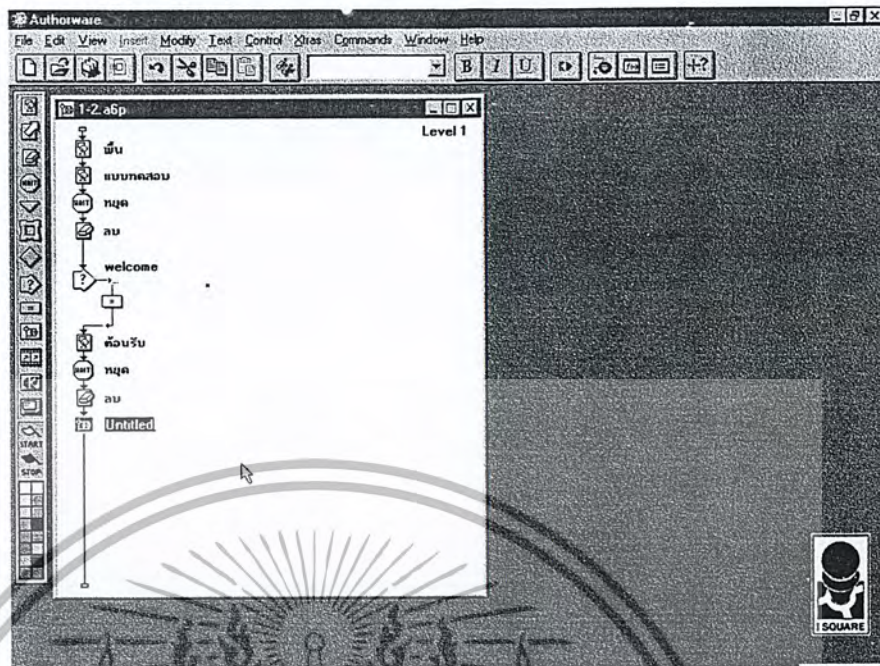 Authorware
File Edit View Insert Modify Text Control Xtras Commands Window Help
B I U
1-2.a6p
Level 1
พื้น
แบบทดสอบ
WAIT หยุด
ลบ
welcome
?
=
ต้อนรับ
WAIT หยุด
ลบ
Untitled
WAIT
?
=
START
STOP
I SQUARE